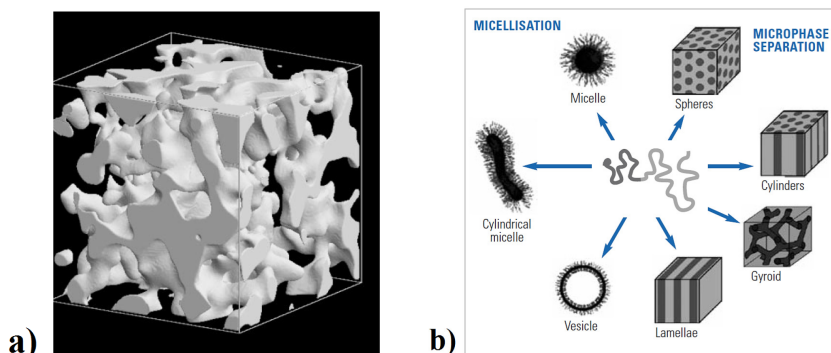 MICELLISATION
MICROPHASE
SEPARATION
Micelle
Spheres
Cylinders
Cylindrical
micelle
Gyroid
Vesicle
Lamellae
a)
b)